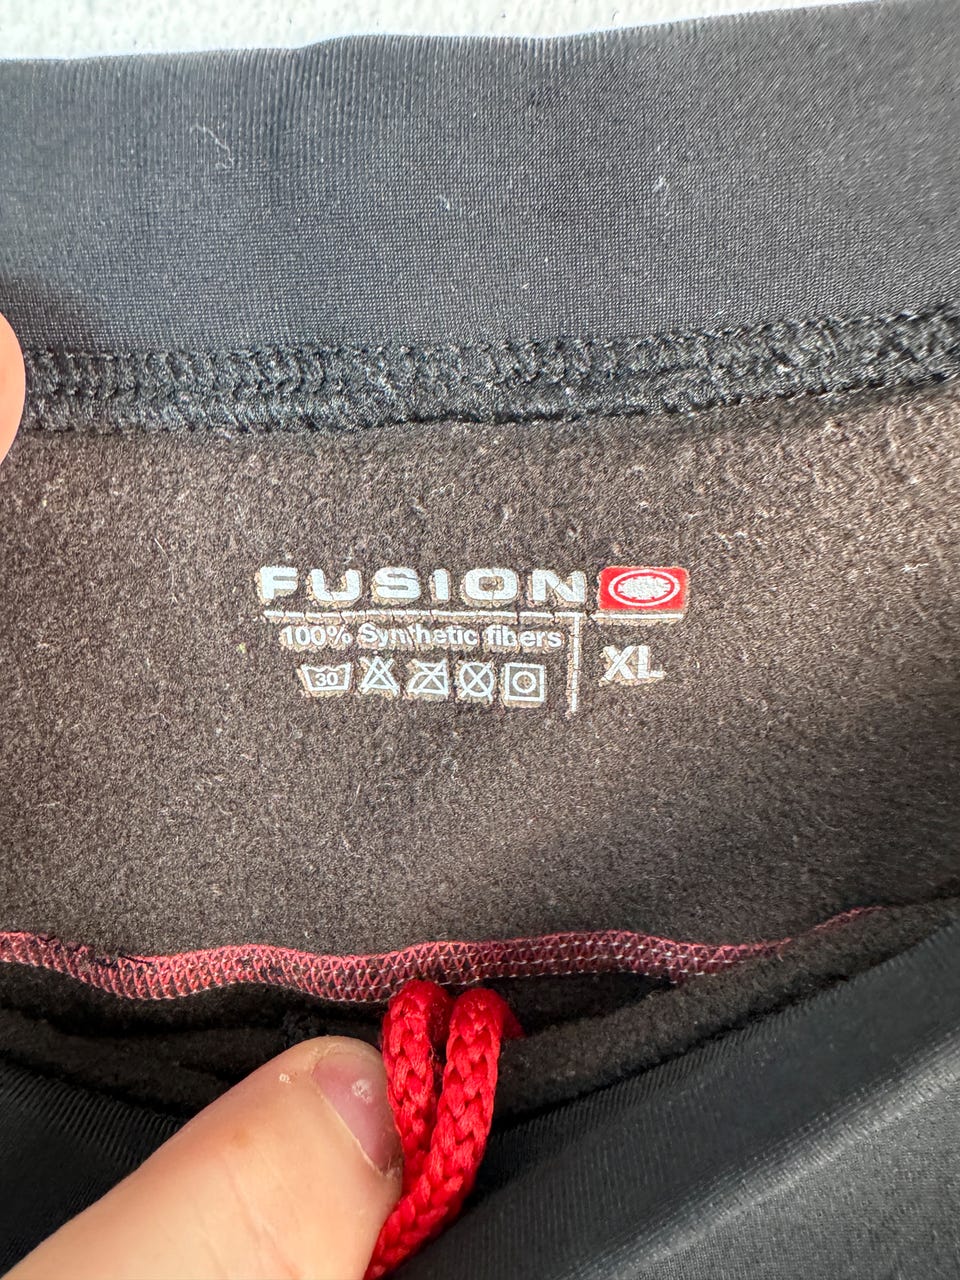 FUSION
100% Synthetic fibers
30
XL